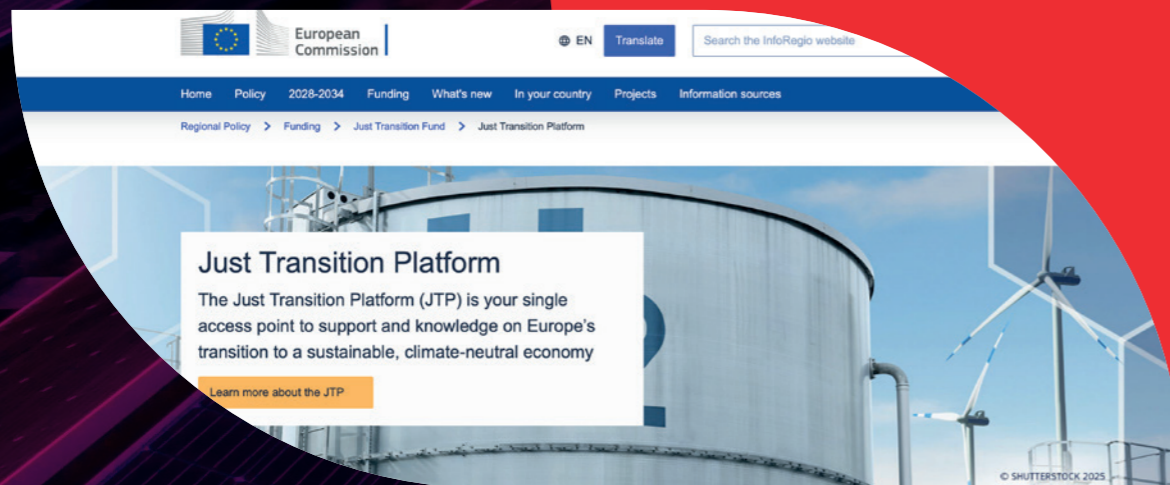 European
Commission
EN
Translate
Search the InfoRegio website
Home Policy 2028-2034 Funding What's new In your country Projects Information sources
Regional Policy > Funding > Just Transition Fund > Just Transition Platform
Just Transition Platform
The Just Transition Platform (JTP) is your single
access point to support and knowledge on Europe's
transition to a sustainable, climate-neutral economy
Learn more about the JTP
© SHUTTERSTOCK 2025